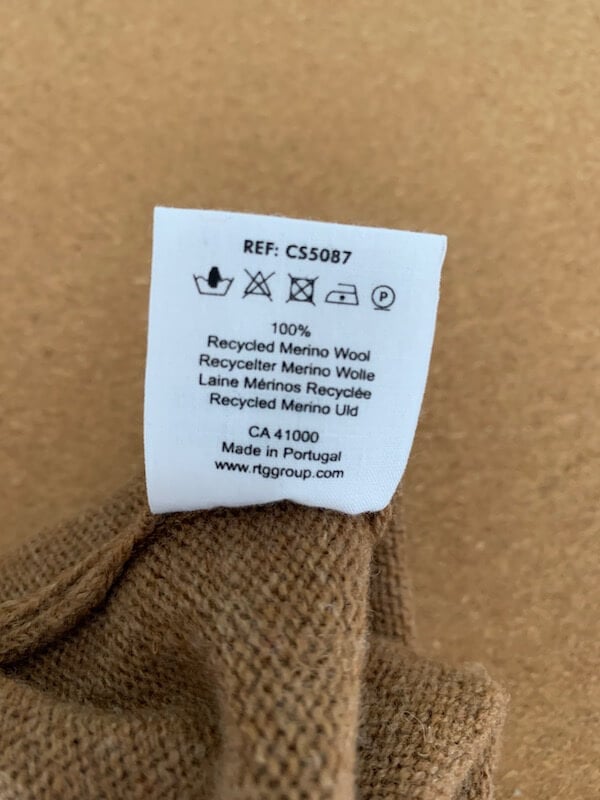 REF: CS5087
P
100%
Recycled Merino Wool
Recycelter Merino Wolle
Laine Mérinos Recyclée
Recycled Merino Uld
CA 41000
Made in Portugal
www.rtggroup.com